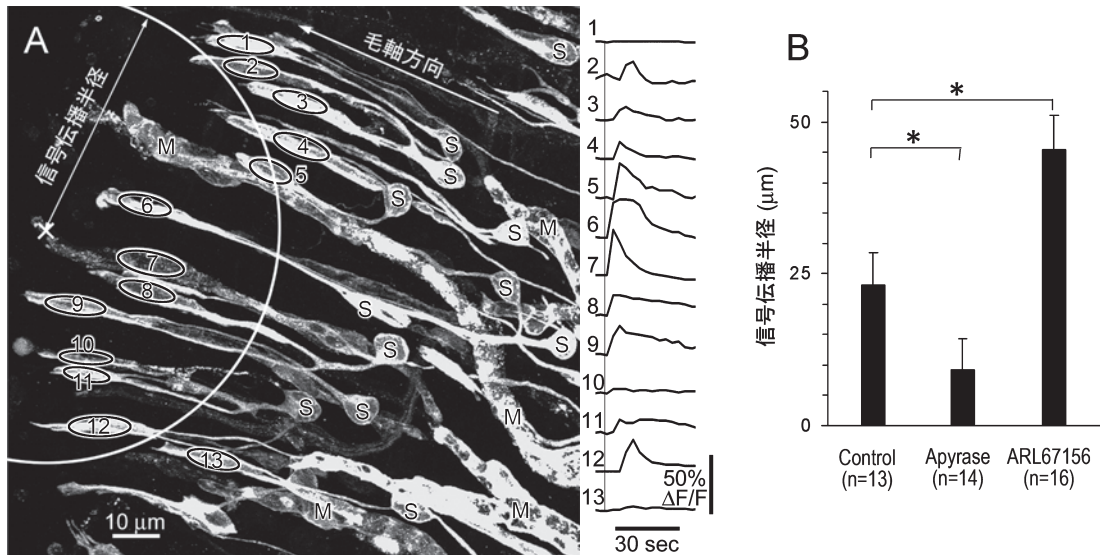 A
信号伝播半径
毛軸方向
1
2
3
4
5
6
7
8
9
10
11
12
13
S
S
S
S
S
S
S
S
S
S
S
S
M
M
M
M
M
10 μm
1
2
3
4
5
6
7
8
9
10
11
12
13
50%
ΔF/F
30 sec
B
信号伝播半径 (μm)
50
25
0
*
*
Control
(n=13)
Apyrase
(n=14)
ARL67156
(n=16)